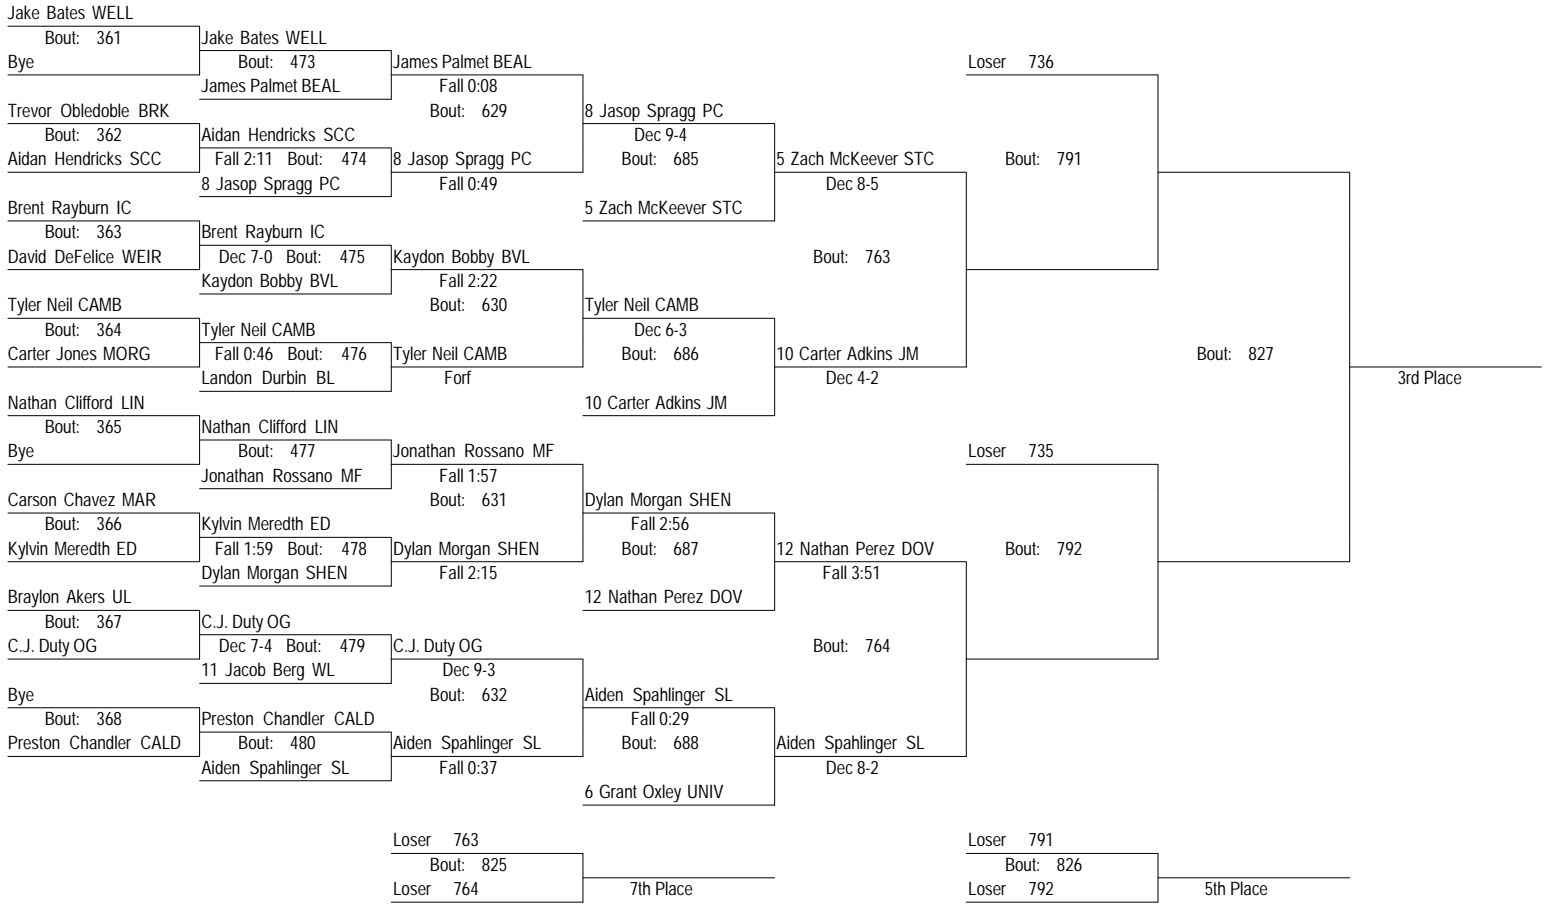 Jake Bates WELL
Bout: 361
Jake Bates WELL
Bye
Bout: 473
James Palmet BEAL
Loser 736
James Palmet BEAL
Fall 0:08
Trevor Obledoble BRK
Bout: 629
8 Jasop Spragg PC
Bout: 362
Aidan Hendricks SCC
Dec 9-4
Aidan Hendricks SCC
Fall 2:11 Bout: 474
8 Jasop Spragg PC
Bout: 685
5 Zach McKeever STC
Bout: 791
8 Jasop Spragg PC
Fall 0:49
Dec 8-5
Brent Rayburn IC
5 Zach McKeever STC
Bout: 363
Brent Rayburn IC
David DeFelice WEIR
Dec 7-0 Bout: 475
Kaydon Bobby BVL
Bout: 763
Kaydon Bobby BVL
Fall 2:22
Tyler Neil CAMB
Bout: 630
Tyler Neil CAMB
Bout: 364
Tyler Neil CAMB
Dec 6-3
Carter Jones MORG
Fall 0:46 Bout: 476
Tyler Neil CAMB
Bout: 686
10 Carter Adkins JM
Bout: 827
Landon Durbin BL
Forf
Dec 4-2
3rd Place
Nathan Clifford LIN
10 Carter Adkins JM
Bout: 365
Nathan Clifford LIN
Bye
Bout: 477
Jonathan Rossano MF
Loser 735
Jonathan Rossano MF
Fall 1:57
Carson Chavez MAR
Bout: 631
Dylan Morgan SHEN
Bout: 366
Kylvin Meredth ED
Fall 2:56
Kylvin Meredth ED
Fall 1:59 Bout: 478
Dylan Morgan SHEN
Bout: 687
12 Nathan Perez DOV
Bout: 792
Dylan Morgan SHEN
Fall 2:15
Fall 3:51
Braylon Akers UL
12 Nathan Perez DOV
Bout: 367
C.J. Duty OG
C.J. Duty OG
Dec 7-4 Bout: 479
C.J. Duty OG
Bout: 764
11 Jacob Berg WL
Dec 9-3
Bye
Bout: 632
Aiden Spahlinger SL
Bout: 368
Preston Chandler CALD
Fall 0:29
Preston Chandler CALD
Bout: 480
Aiden Spahlinger SL
Bout: 688
Aiden Spahlinger SL
Aiden Spahlinger SL
Fall 0:37
Dec 8-2
6 Grant Oxley UNIV
Loser 763
Loser 791
Bout: 825
Bout: 826
Loser 764
7th Place
Loser 792
5th Place